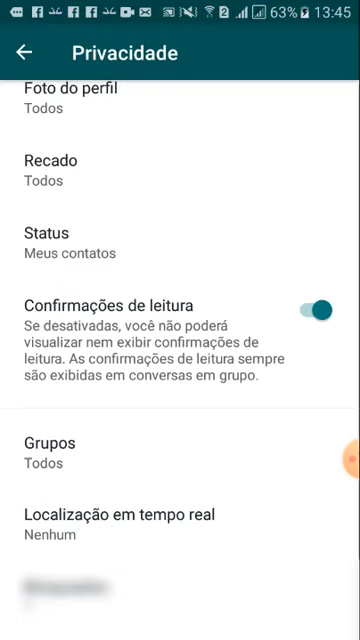 2 63% 13:45
Privacidade
Foto do perfil
Todos
Recado
Todos
Status
Meus contatos
Confirmações de leitura
Se desativadas, você não poderá
visualizar nem exibir confirmações de
leitura. As confirmações de leitura sempre
são exibidas em conversas em grupo.
Grupos
Todos
Localização em tempo real
Nenhum